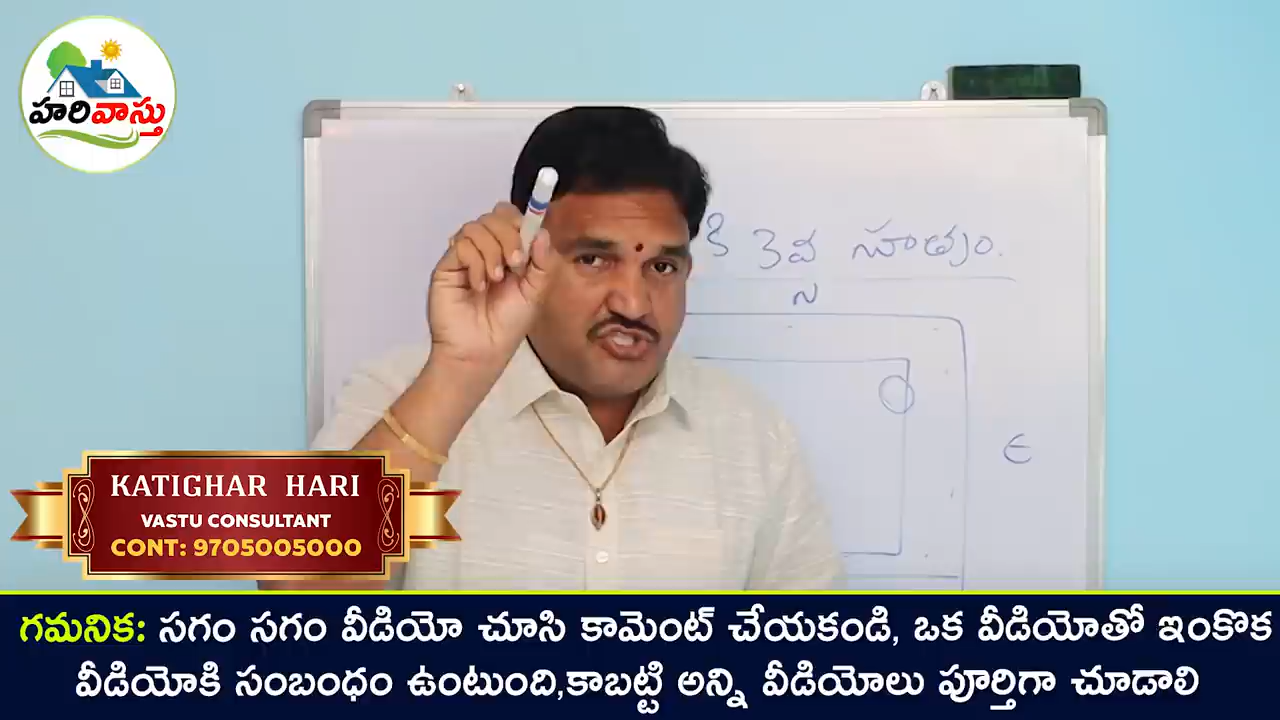 హరివాస్తు
కి 3వ సూత్రం.
N
E
KATIGHAR HARI
VASTU CONSULTANT
CONT: 9705005000
గమనిక: సగం సగం వీడియో చూసి కామెంట్ చేయకండి, ఒక వీడియోతో ఇంకొక
వీడియోకి సంబంధం ఉంటుంది,కాబట్టి అన్ని వీడియోలు పూర్తిగా చూడాలి